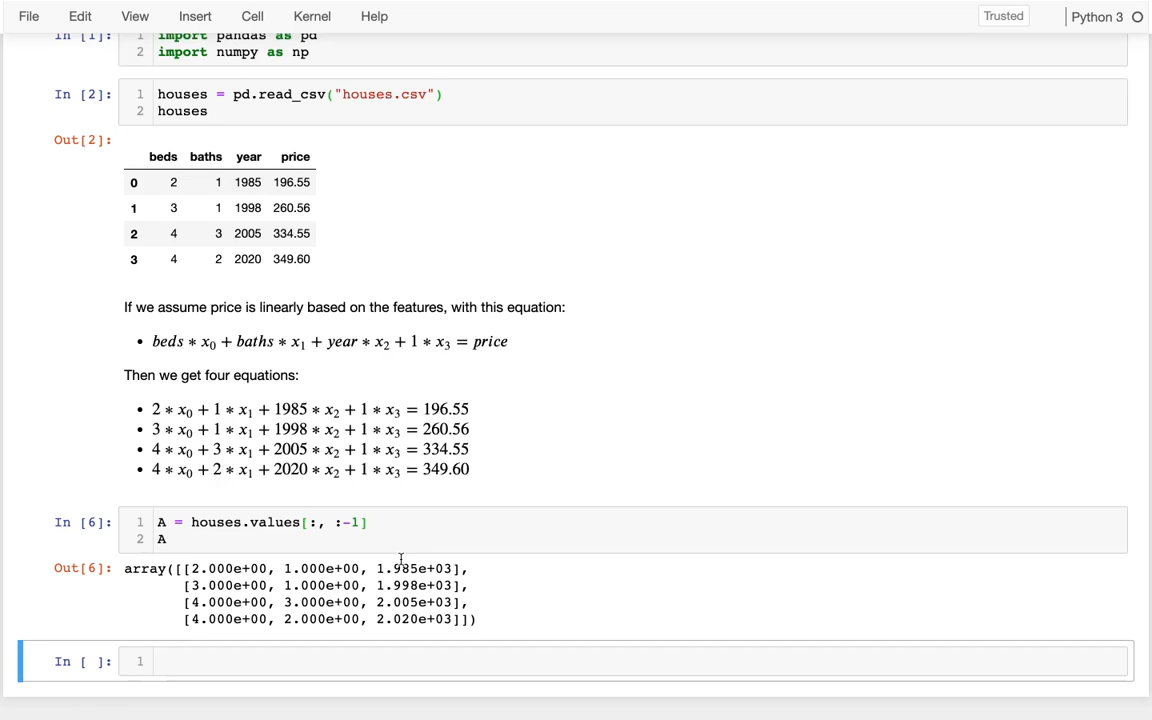 File Edit View Insert Cell Kernel Help Trusted Python 3
In [1]: 1 import pandas as pd
2 import numpy as np
In [2]: 1 houses = pd.read_csv("houses.csv")
2 houses
Out[2]:
beds baths year price
0 2 1 1985 196.55
1 3 1 1998 260.56
2 4 3 2005 334.55
3 4 2 2020 349.60
If we assume price is linearly based on the features, with this equation:
• beds ∗ x₀ + baths ∗ x₁ + year ∗ x₂ + 1 ∗ x₃ = price
Then we get four equations:
• 2 ∗ x₀ + 1 ∗ x₁ + 1985 ∗ x₂ + 1 ∗ x₃ = 196.55
• 3 ∗ x₀ + 1 ∗ x₁ + 1998 ∗ x₂ + 1 ∗ x₃ = 260.56
• 4 ∗ x₀ + 3 ∗ x₁ + 2005 ∗ x₂ + 1 ∗ x₃ = 334.55
• 4 ∗ x₀ + 2 ∗ x₁ + 2020 ∗ x₂ + 1 ∗ x₃ = 349.60
In [6]: 1 A = houses.values[:, :-1]
2 A
Out[6]: array([[2.000e+00, 1.000e+00, 1.985e+03],
[3.000e+00, 1.000e+00, 1.998e+03],
[4.000e+00, 3.000e+00, 2.005e+03],
[4.000e+00, 2.000e+00, 2.020e+03]])
In [ ]: 1